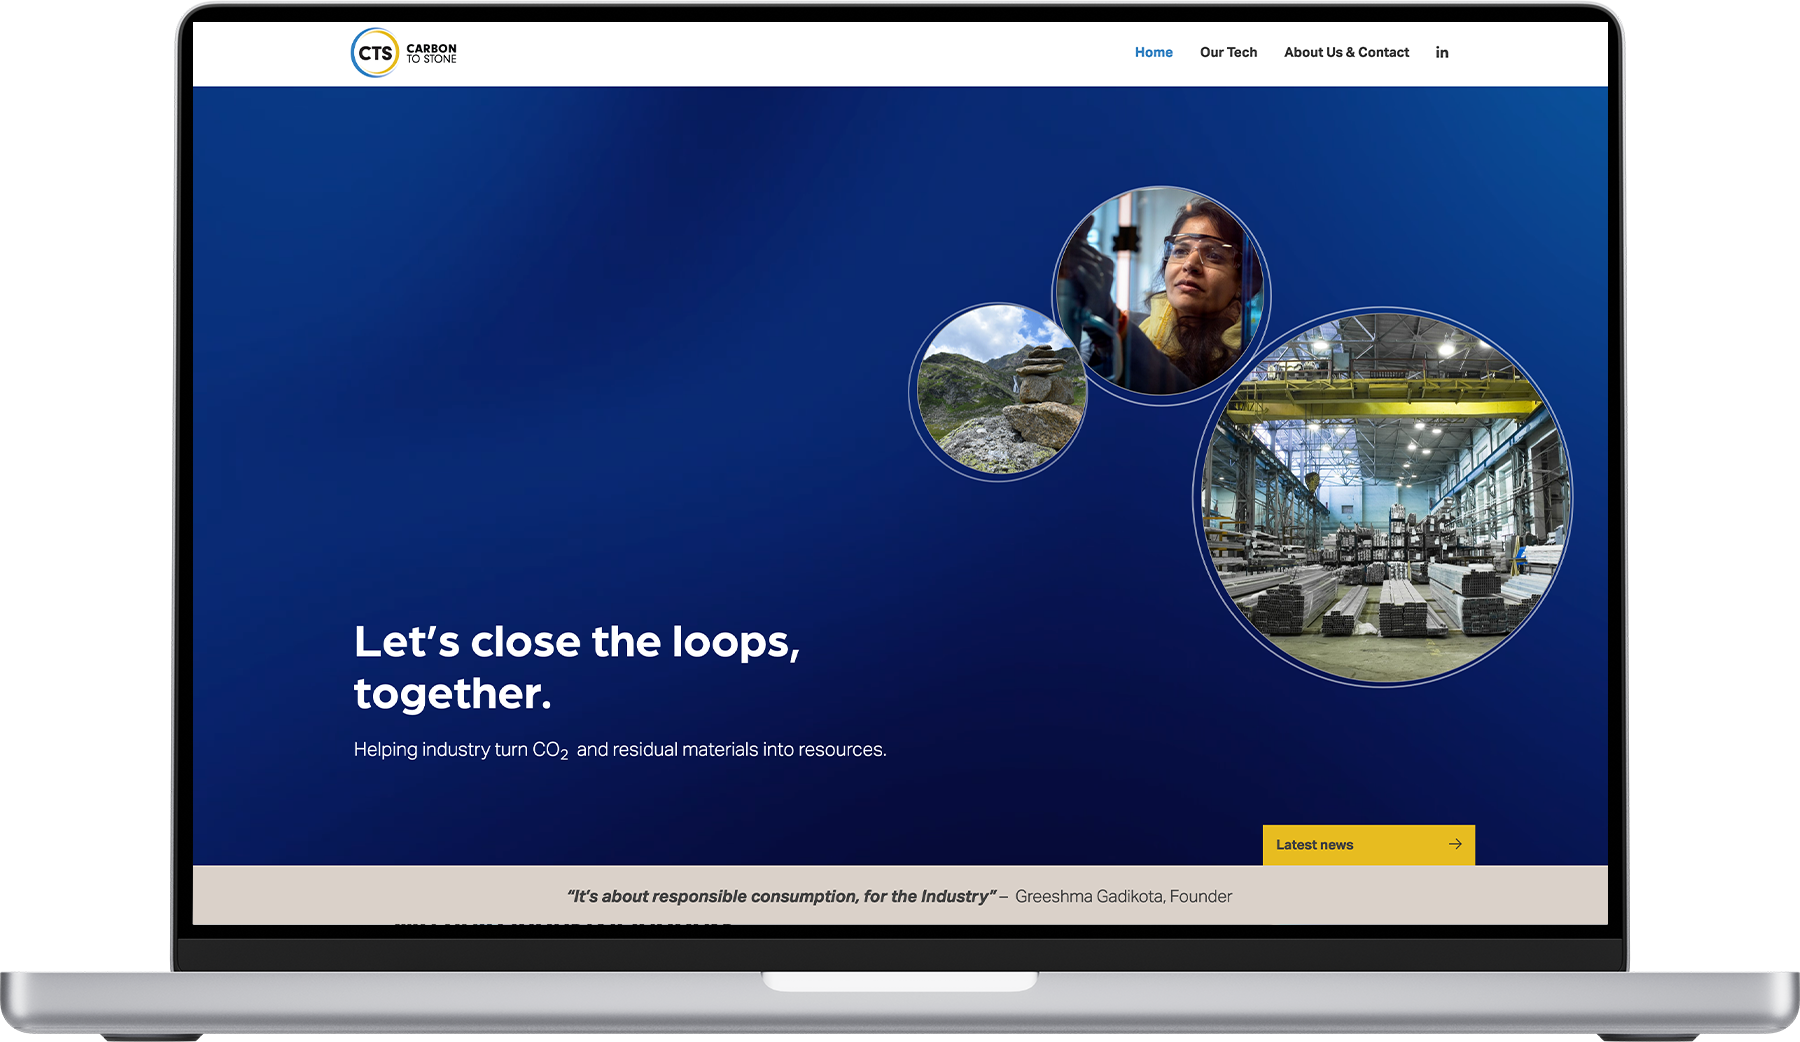 CTS CARBON
TO STONE
Home Our Tech About Us & Contact in
Let's close the loops,
together.
Helping industry turn CO₂ and residual materials into resources.
Latest news →
“It's about responsible consumption, for the Industry” – Greeshma Gadikota, Founder